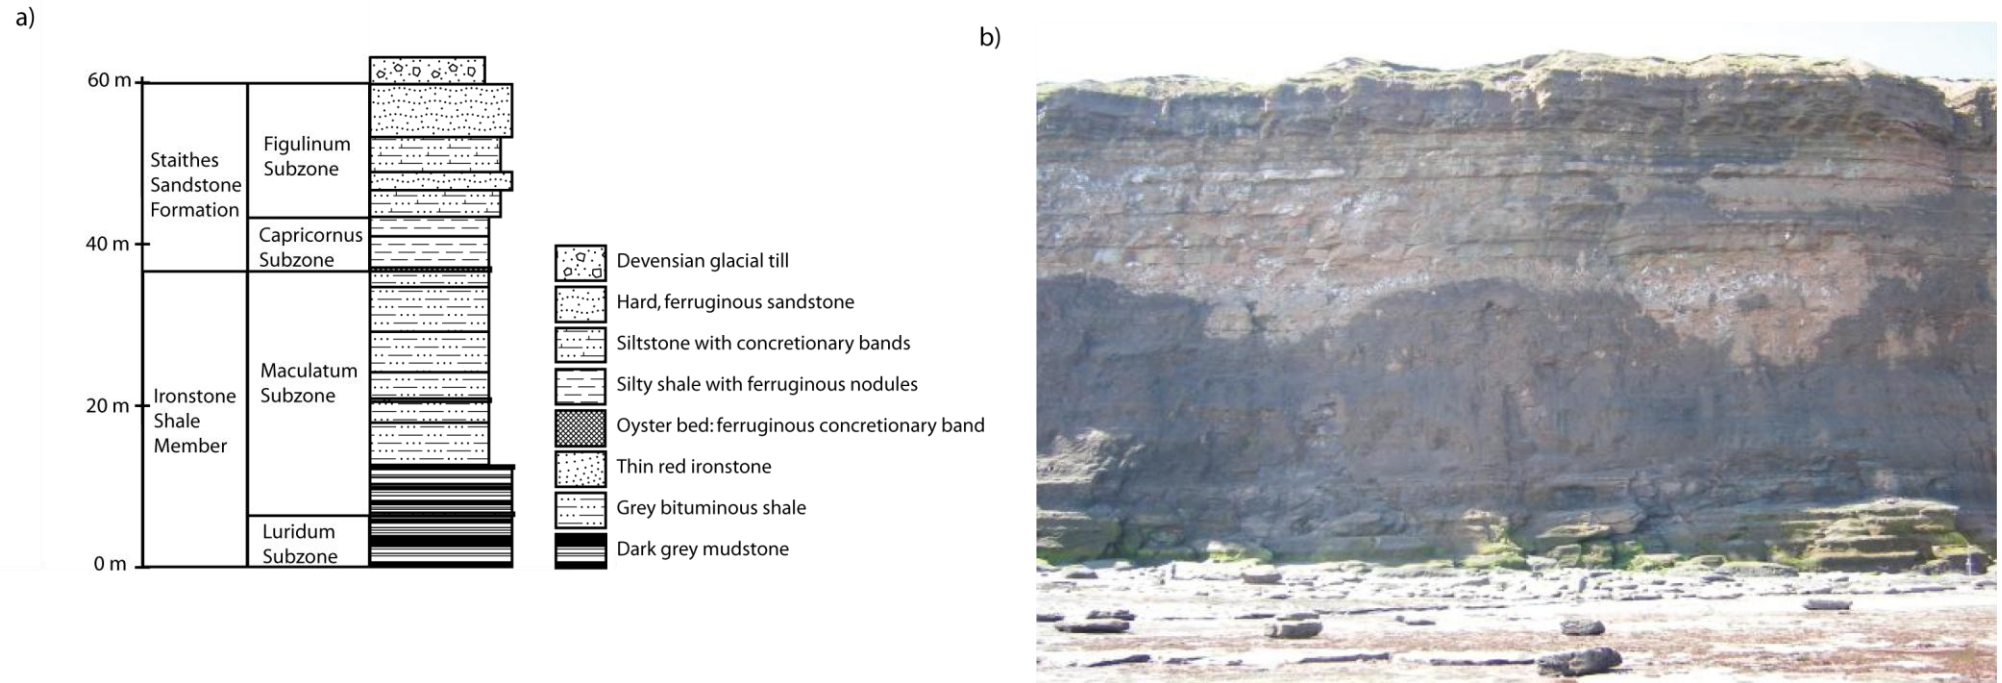 a)
60 m
40 m
20 m
0 m
Staithes
Sandstone
Formation
Ironstone
Shale
Member
Figulinum
Subzone
Capricornus
Subzone
Maculatum
Subzone
Luridum
Subzone
Devensian glacial till
Hard, ferruginous sandstone
Siltstone with concretionary bands
Silty shale with ferruginous nodules
Oyster bed: ferruginous concretionary band
Thin red ironstone
Grey bituminous shale
Dark grey mudstone
b)